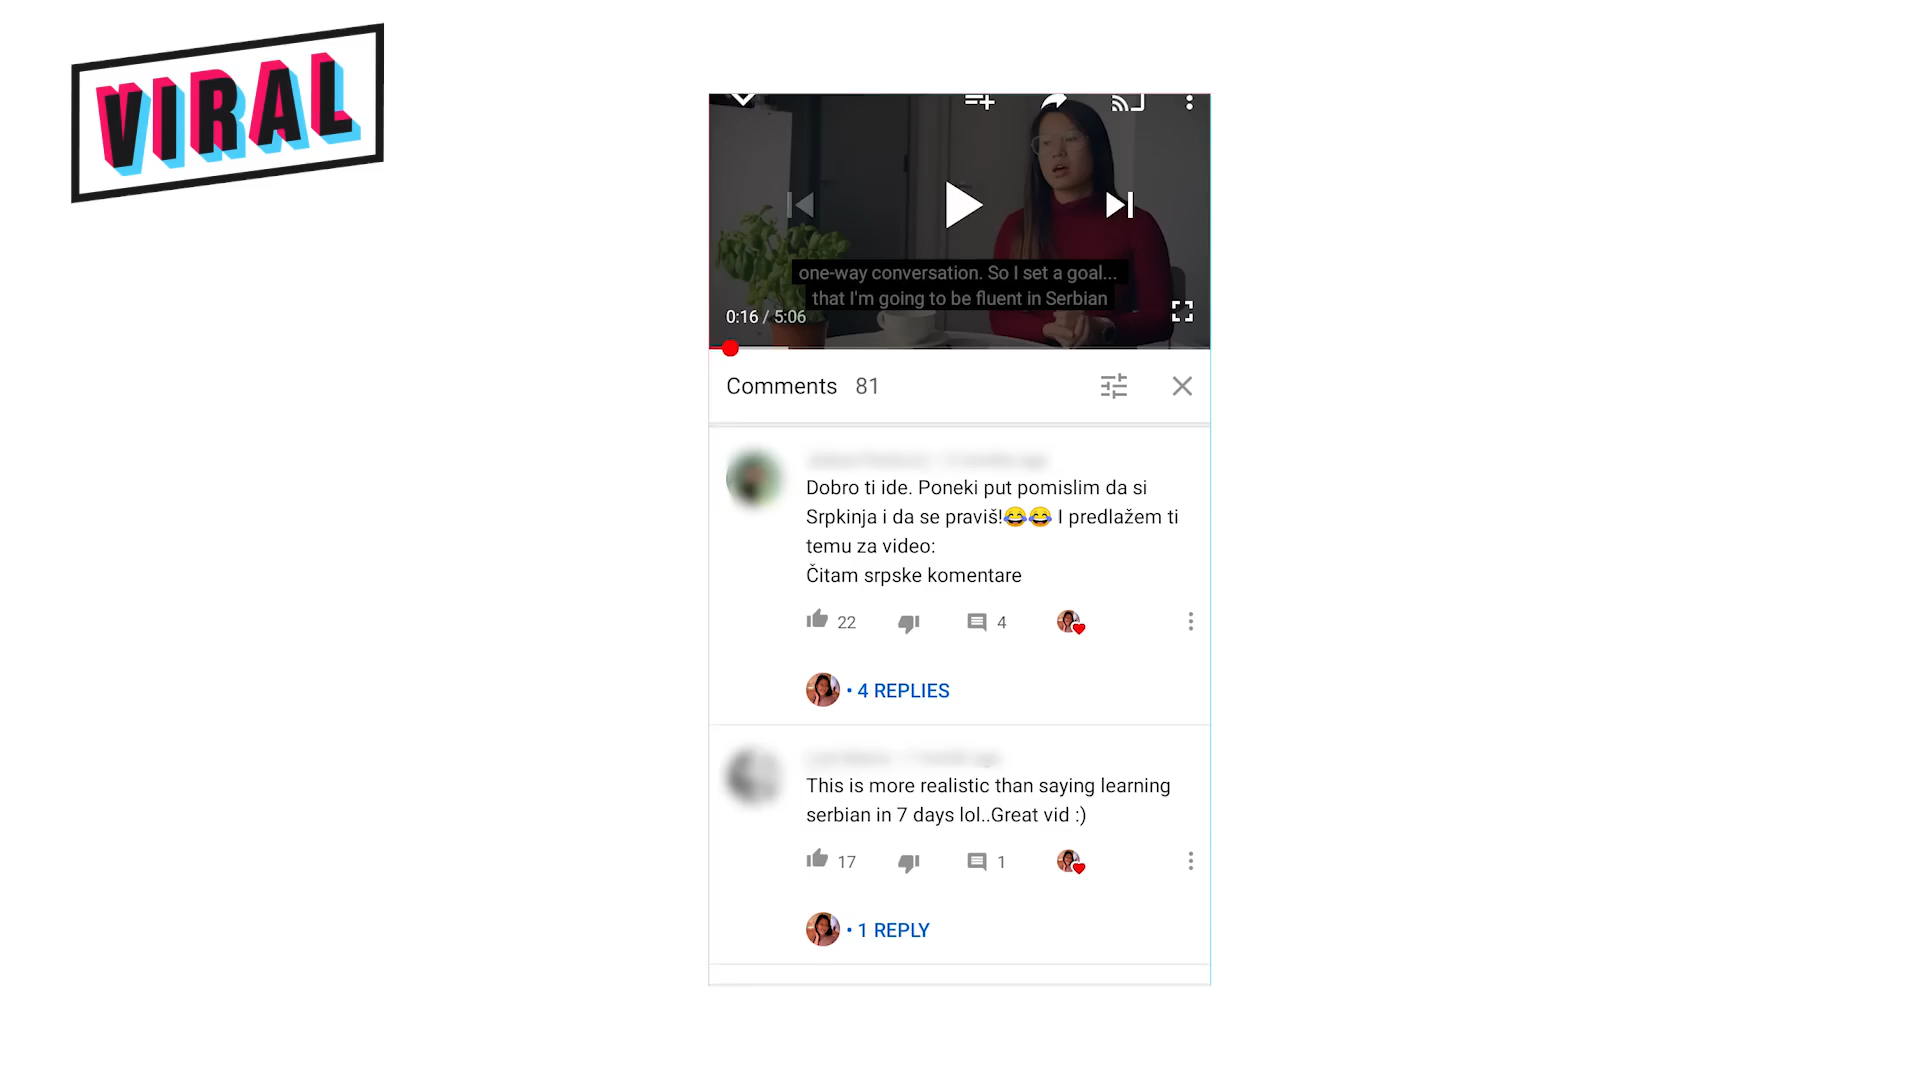 VIRAL
one-way conversation. So I set a goal...
that I'm going to be fluent in Serbian
0:16 / 5:06
Comments 81
Dobro ti ide. Poneki put pomislim da si
Srpkinja i da se praviš!😂😂 I predlažem ti
temu za video:
Čitam srpske komentare
22 4
• 4 REPLIES
This is more realistic than saying learning
serbian in 7 days lol..Great vid :)
17 1
• 1 REPLY